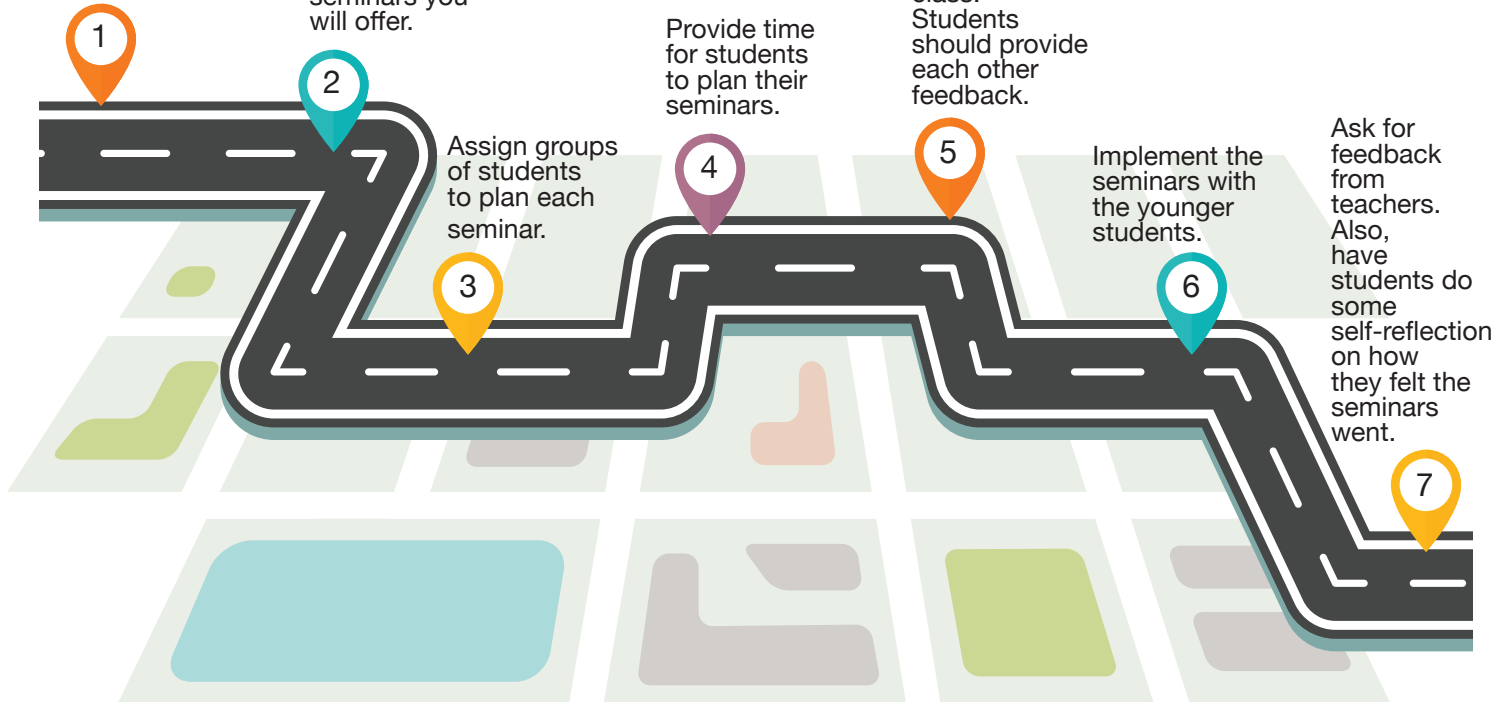 1
seminars you
will offer.
2
Assign groups
of students
to plan each
seminar.
3
Provide time
for students
to plan their
seminars.
4
class.
Students
should provide
each other
feedback.
5
Implement the
seminars with
the younger
students.
6
Ask for
feedback
from
teachers.
Also,
have
students do
some
self-reflection
on how
they felt the
seminars
went.
7